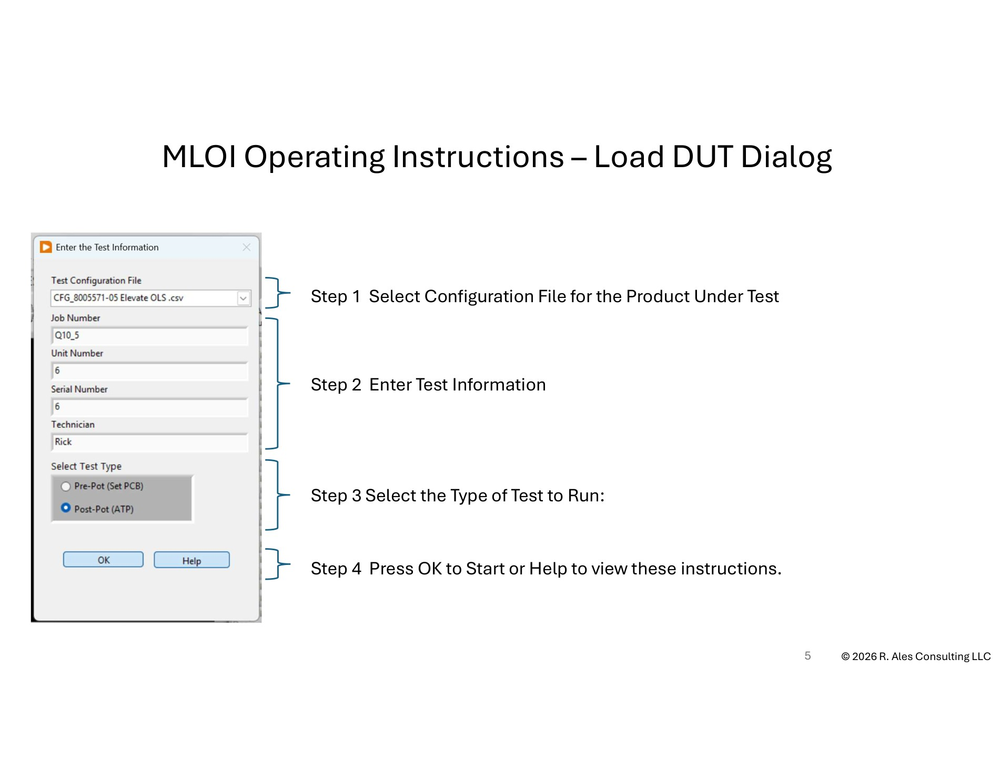 MLOI Operating Instructions – Load DUT Dialog
Enter the Test Information
Test Configuration File
CFG_8005571-05 Elevate OLS .csv
Step 1  Select Configuration File for the Product Under Test
Job Number
Q10_5
Unit Number
6
Step 2  Enter Test Information
Serial Number
6
Technician
Rick
Select Test Type
Pre-Pot (Set PCB)
Post-Pot (ATP)
Step 3 Select the Type of Test to Run:
OK
Help
Step 4  Press OK to Start or Help to view these instructions.
5
© 2026 R. Ales Consulting LLC